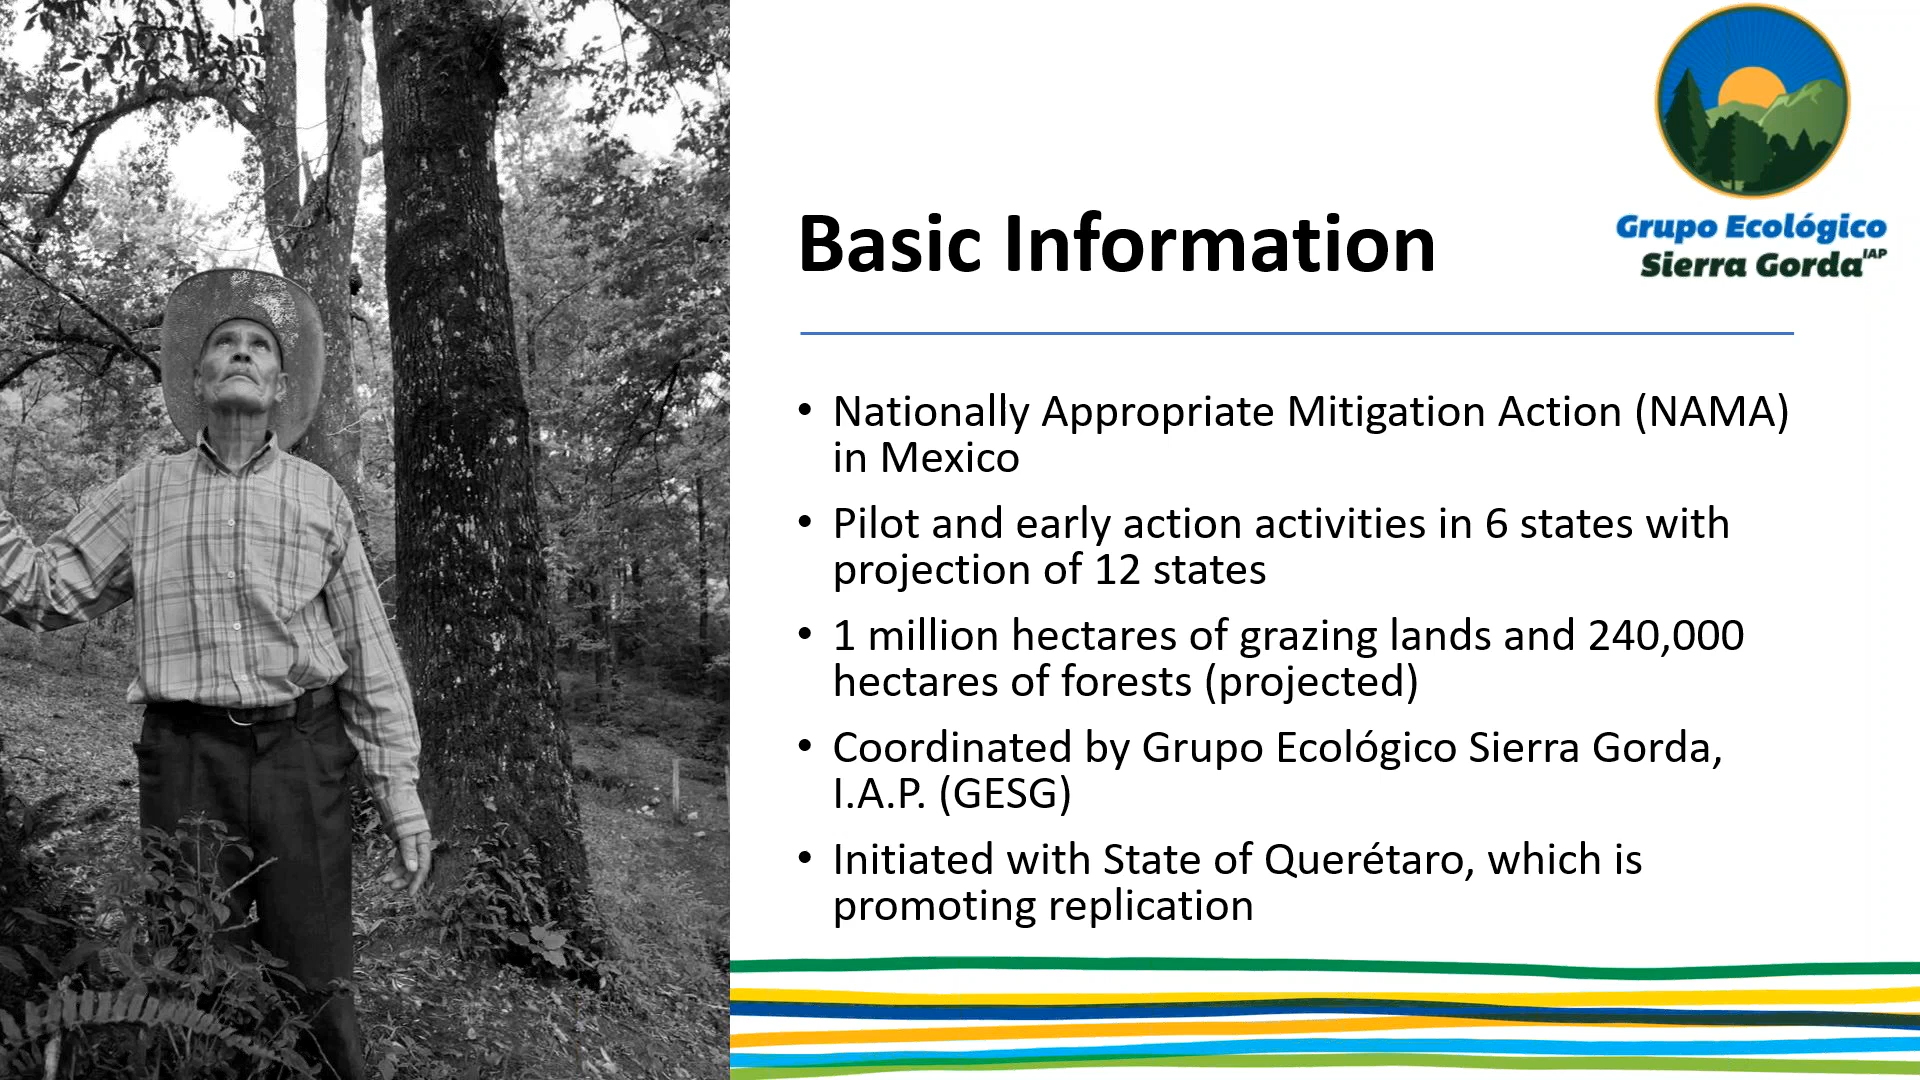 Grupo Ecológico
Sierra Gorda IAP
Basic Information
• Nationally Appropriate Mitigation Action (NAMA)
in Mexico
• Pilot and early action activities in 6 states with
projection of 12 states
• 1 million hectares of grazing lands and 240,000
hectares of forests (projected)
• Coordinated by Grupo Ecológico Sierra Gorda,
I.A.P. (GESG)
• Initiated with State of Querétaro, which is
promoting replication